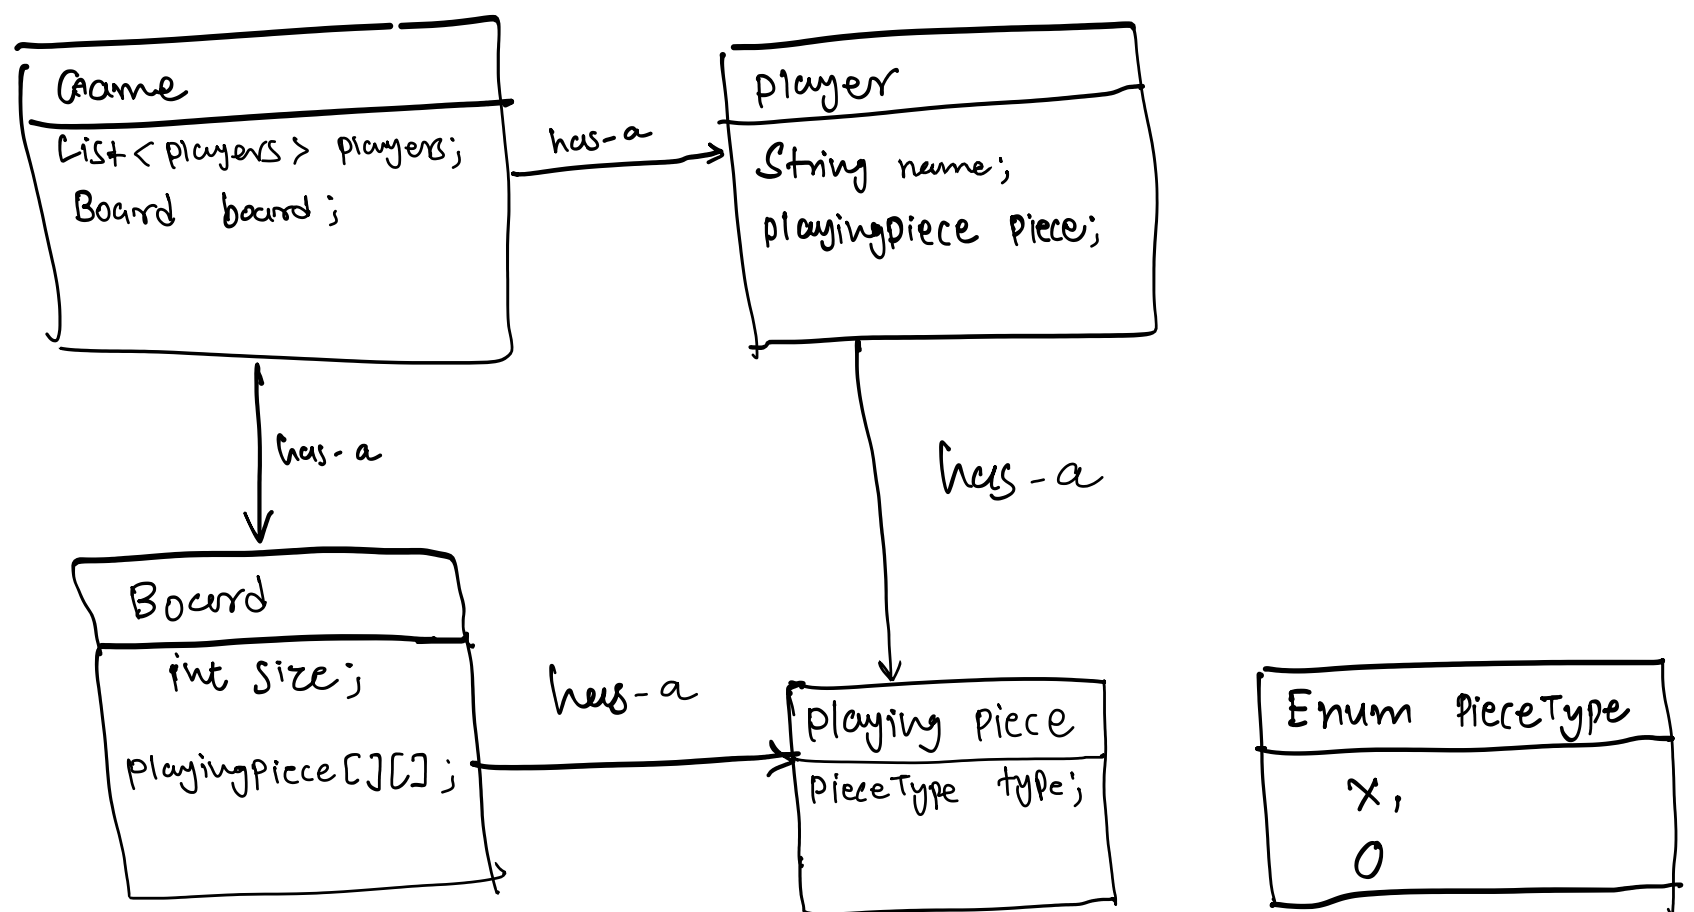 Game
List<players> players;
Board board;
has-a
player
String name;
playingpiece piece;
has-a
has-a
Board
int size;
playingpiece[][];
has-a
playing piece
pieceType type;
Enum pieceType
X,
O